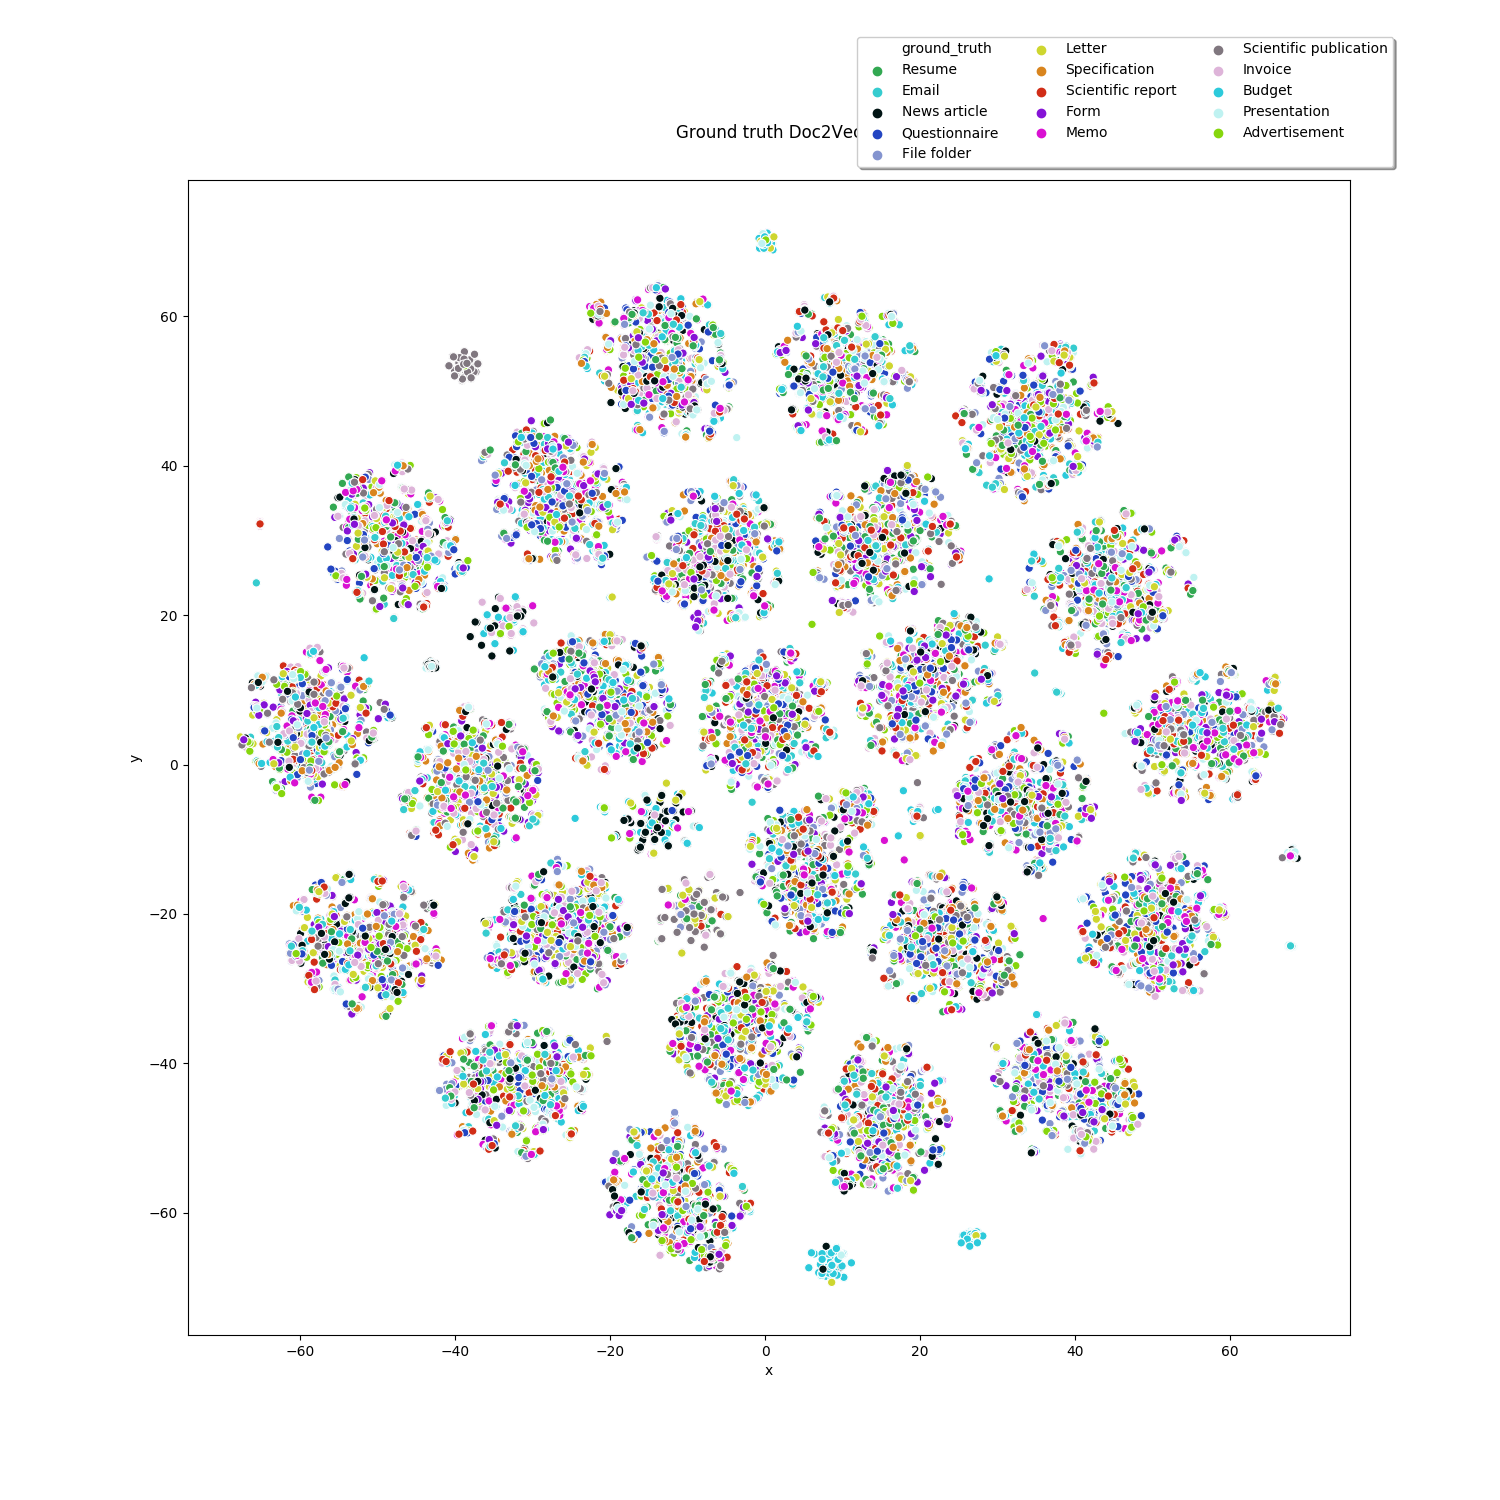 ground_truth
Resume
Email
News article
Questionnaire
File folder
Letter
Specification
Scientific report
Form
Memo
Scientific publication
Invoice
Budget
Presentation
Advertisement
Ground truth Doc2Vec
60
40
20
0
−20
−40
−60
y
−60 −40 −20 0 20 40 60
x